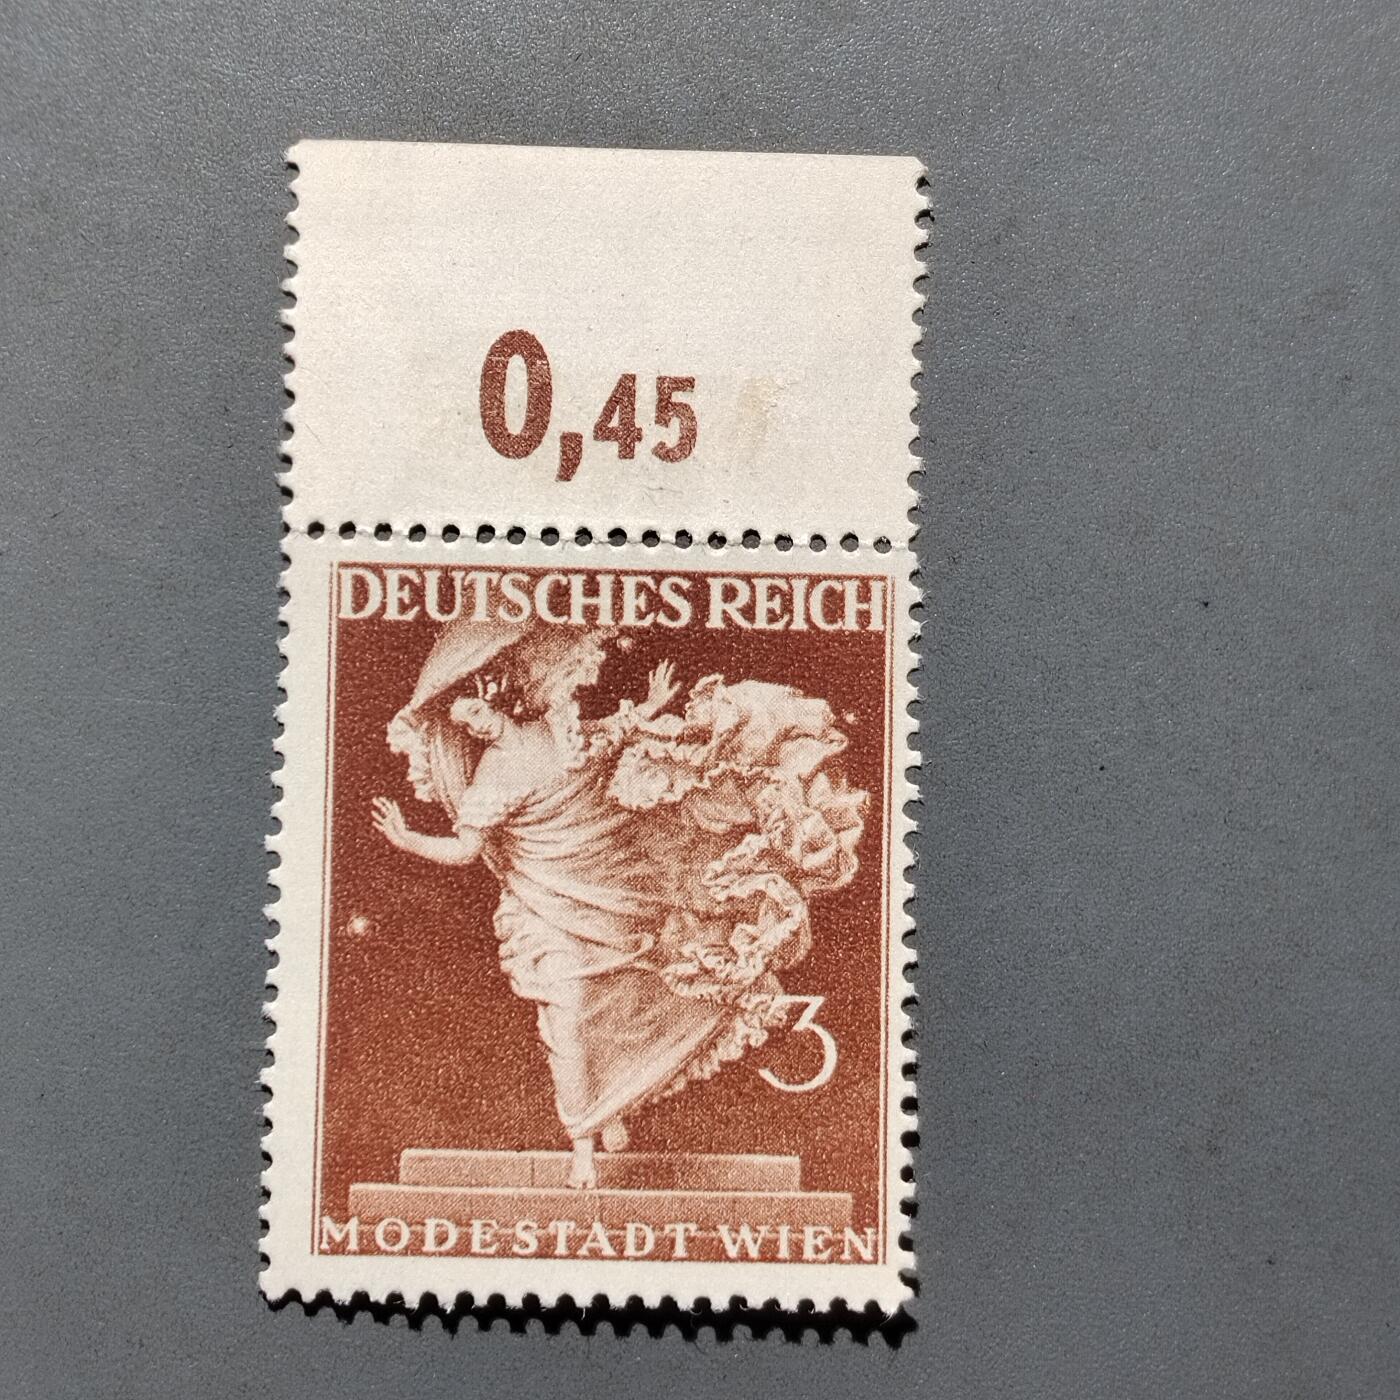 0,45
DEUTSCHES REICH
3
MODESTADT WIEN